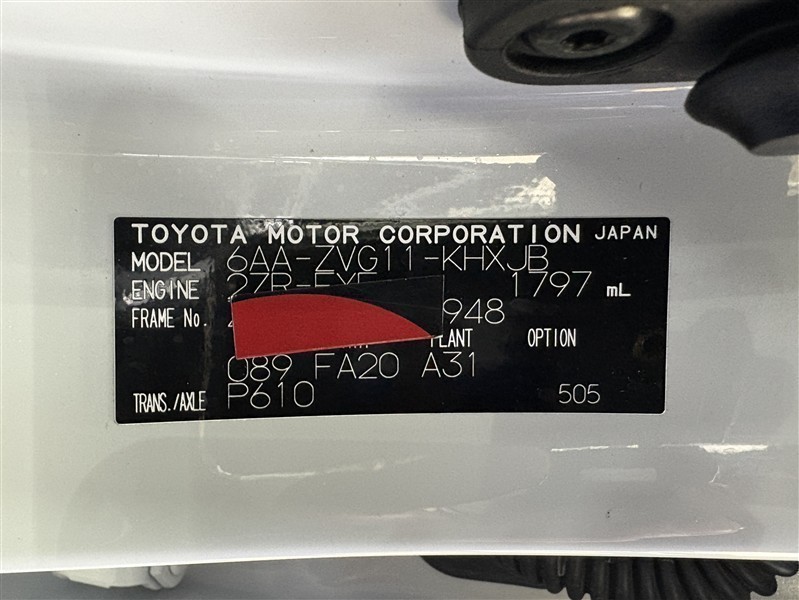 TOYOTA MOTOR CORPORATION JAPAN
MODEL 6AA-ZVG11-KHXJB
ENGINE 1797 mL
FRAME No. 948
PLANT OPTION
089 FA20 A31
TRANS./AXLE P610 505